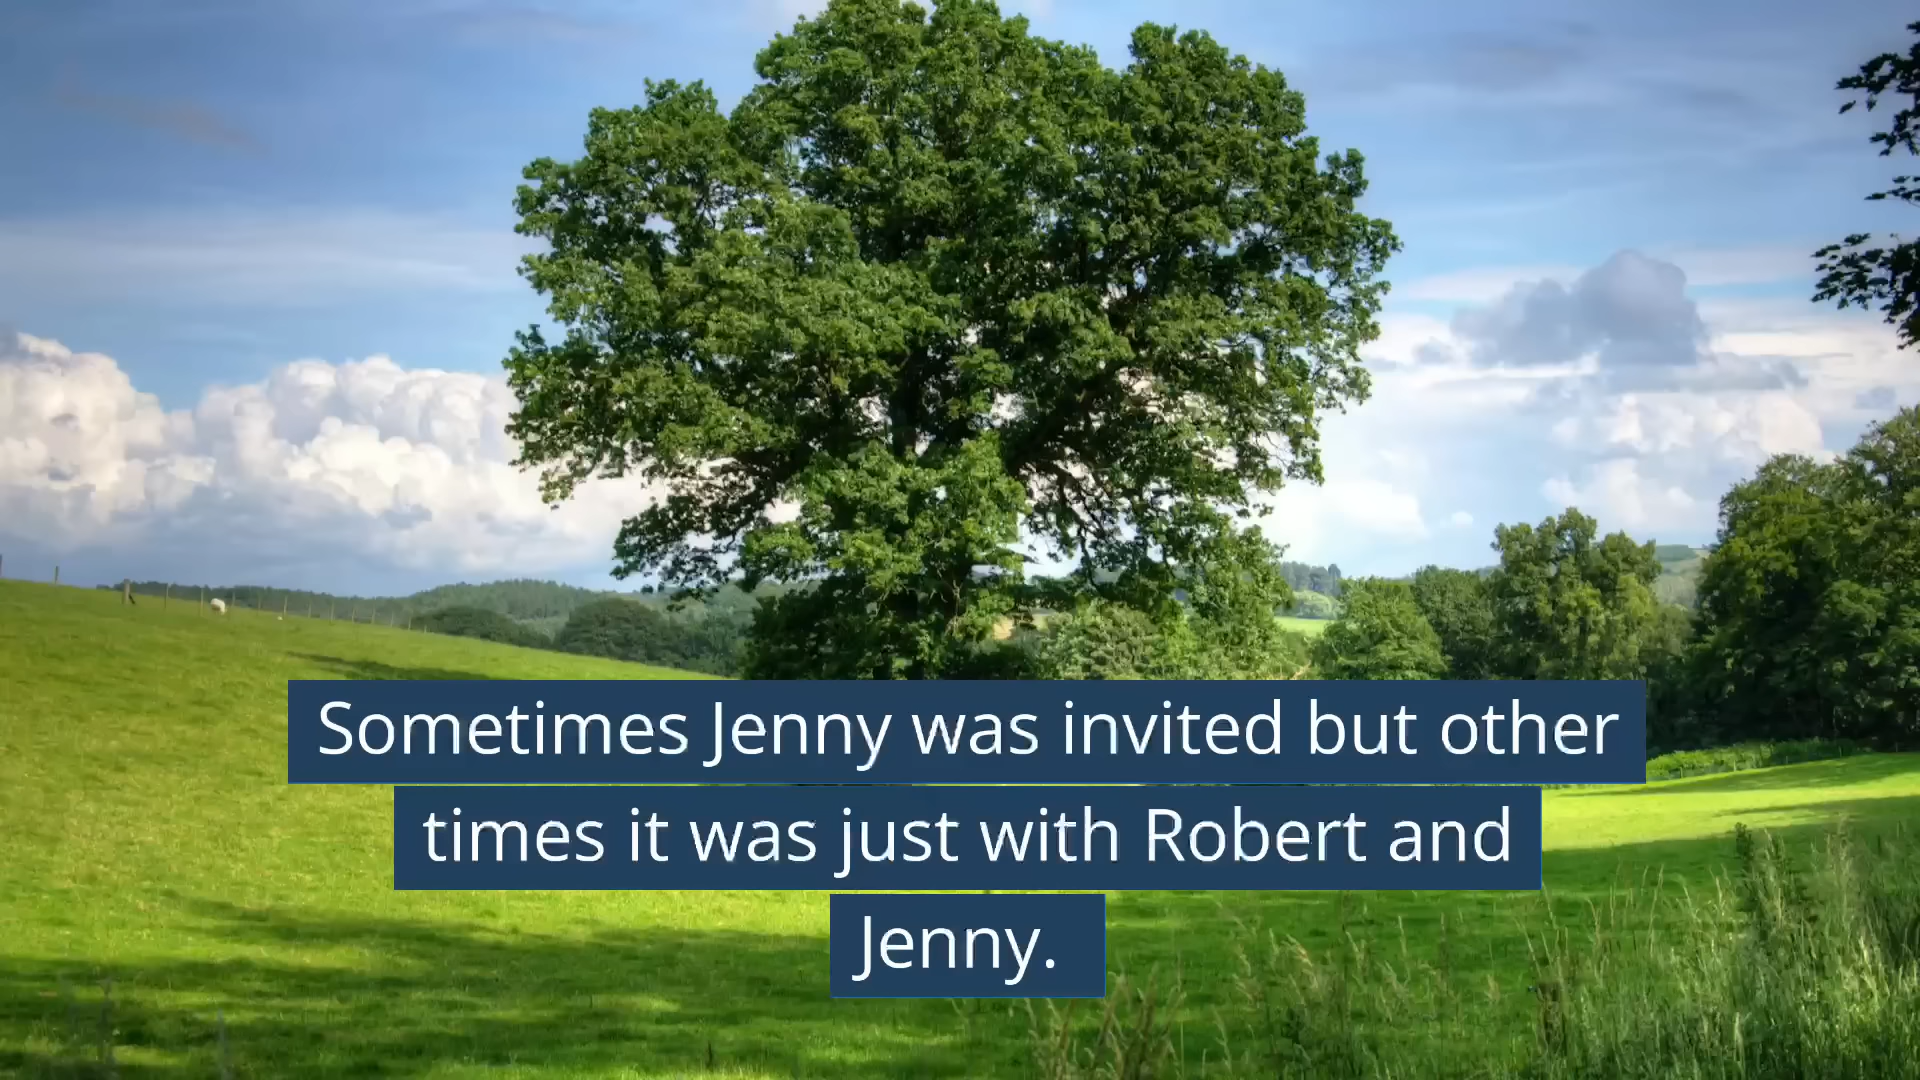 Sometimes Jenny was invited but other
times it was just with Robert and
Jenny.